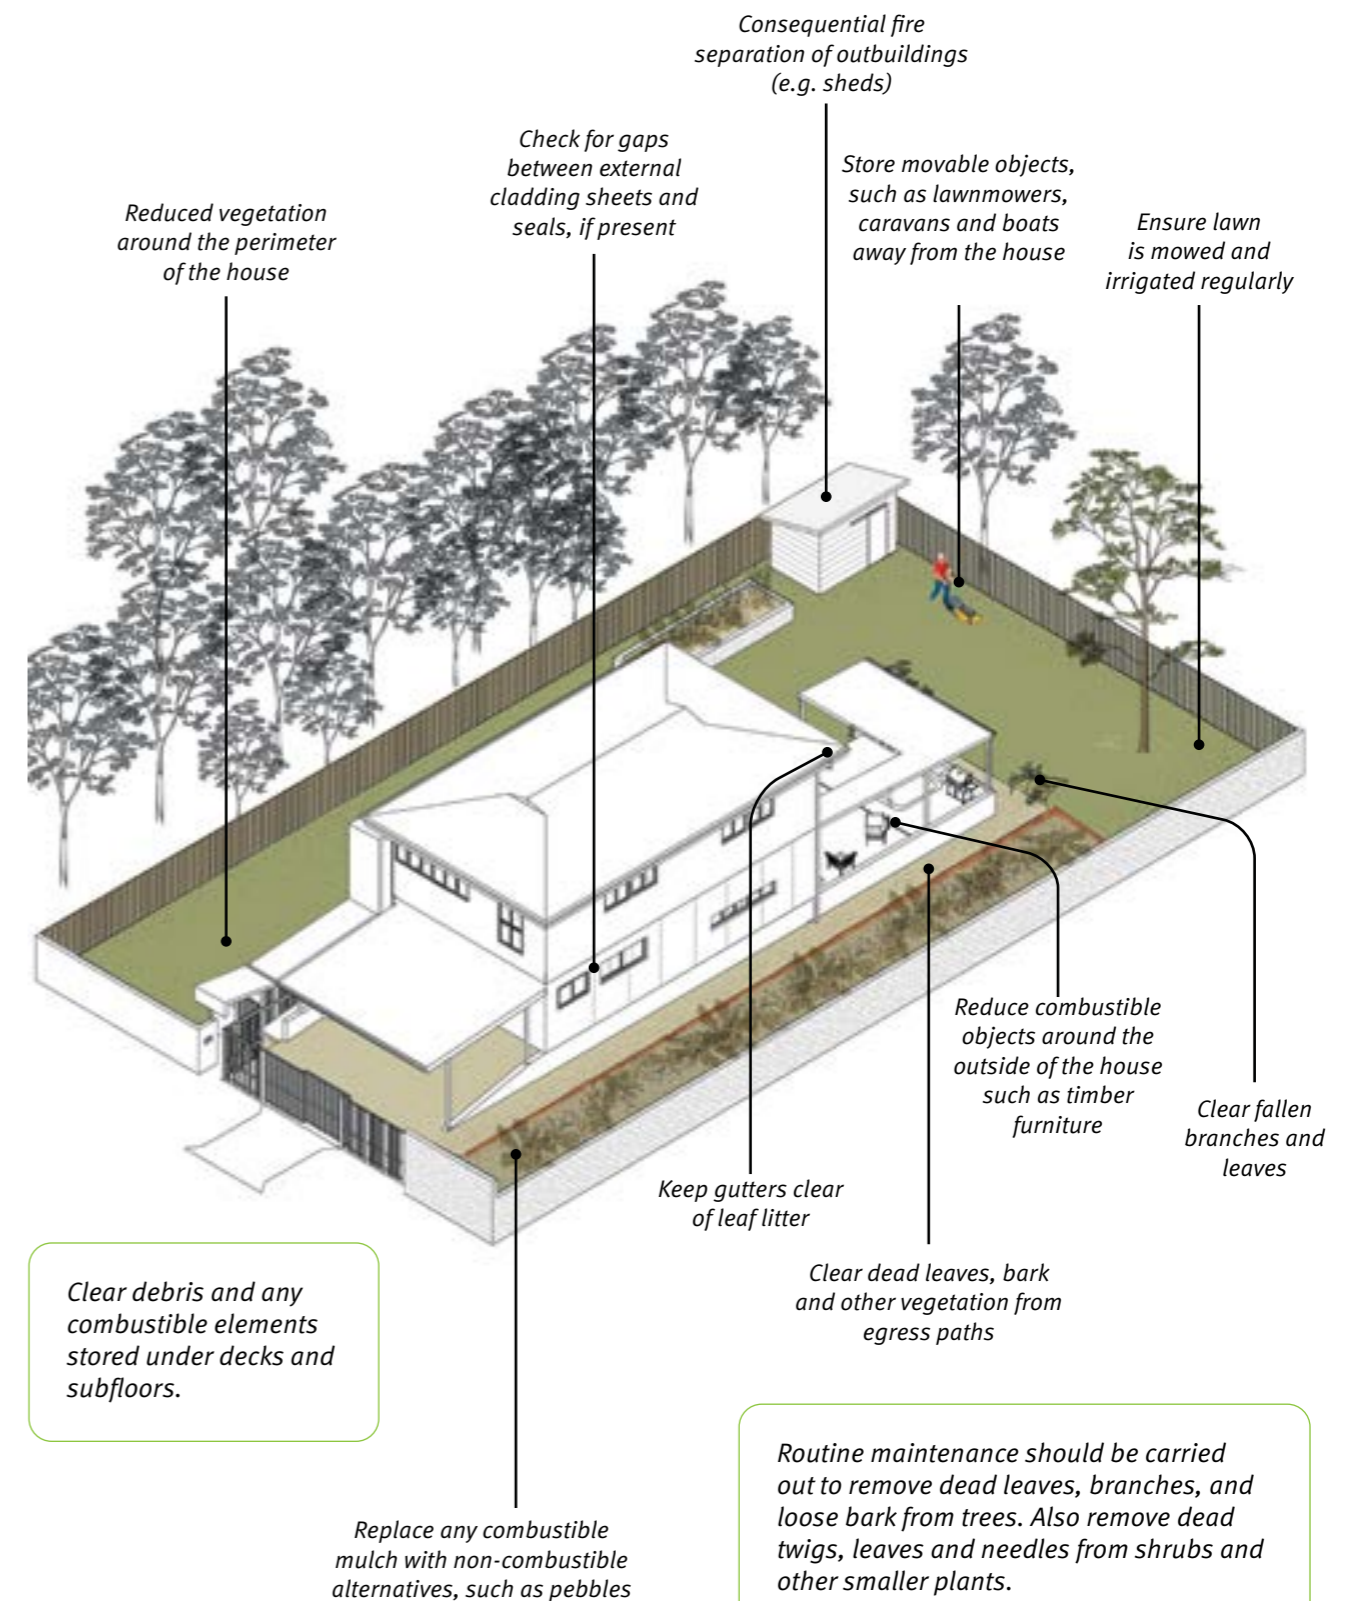 Consequential fire
separation of outbuildings
(e.g. sheds)
Check for gaps
between external
cladding sheets and
seals, if present
Store movable objects,
such as lawnmowers,
caravans and boats
away from the house
Reduced vegetation
around the perimeter
of the house
Ensure lawn
is mowed and
irrigated regularly
Reduce combustible
objects around the
outside of the house
such as timber
furniture
Clear fallen
branches and
leaves
Keep gutters clear
of leaf litter
Clear dead leaves, bark
and other vegetation from
egress paths
Clear debris and any
combustible elements
stored under decks and
subfloors.
Routine maintenance should be carried
out to remove dead leaves, branches, and
loose bark from trees. Also remove dead
twigs, leaves and needles from shrubs and
other smaller plants.
Replace any combustible
mulch with non-combustible
alternatives, such as pebbles